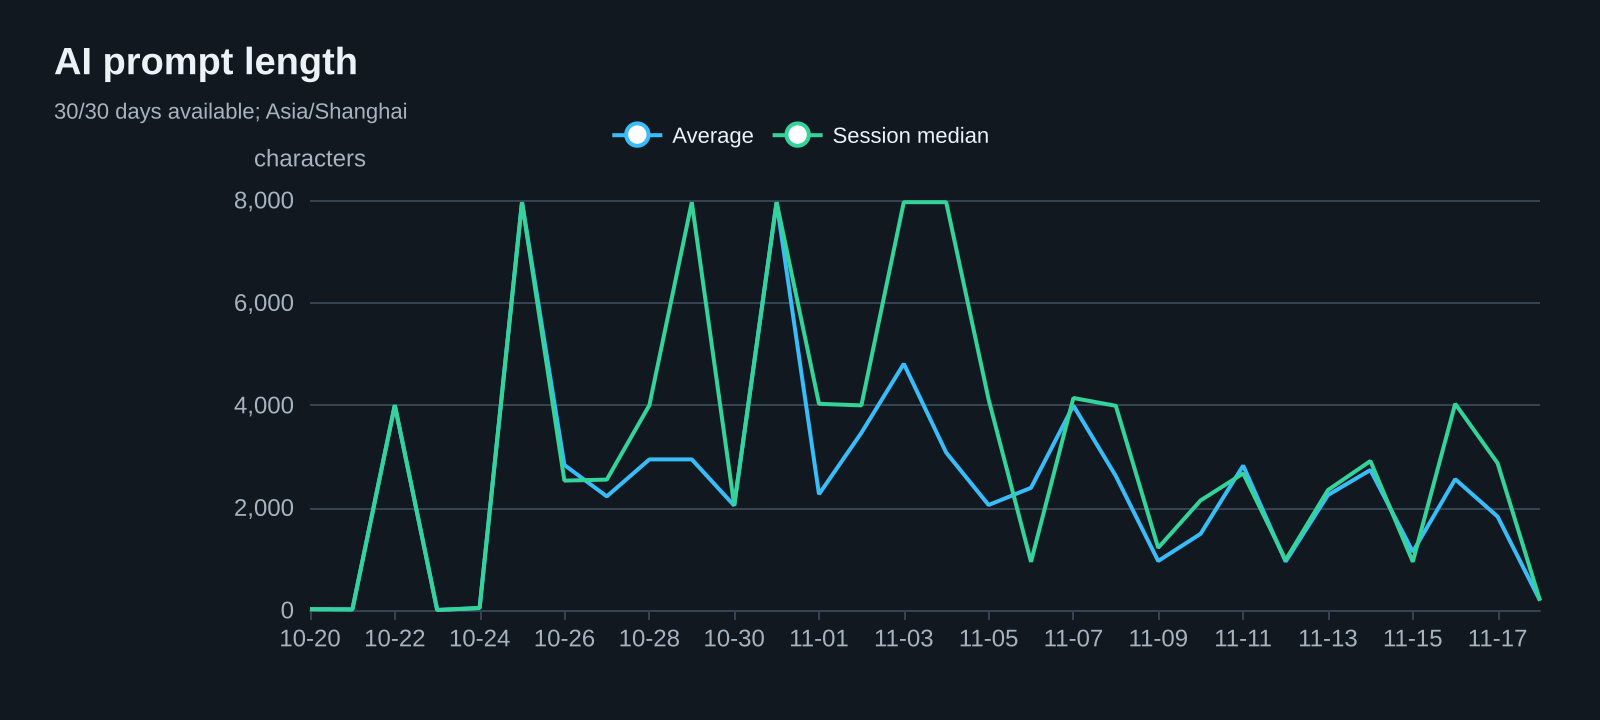 AI prompt length
30/30 days available; Asia/Shanghai
Average
Session median
characters
8,000
6,000
4,000
2,000
0
10-20 10-22 10-24 10-26 10-28 10-30 11-01 11-03 11-05 11-07 11-09 11-11 11-13 11-15 11-17